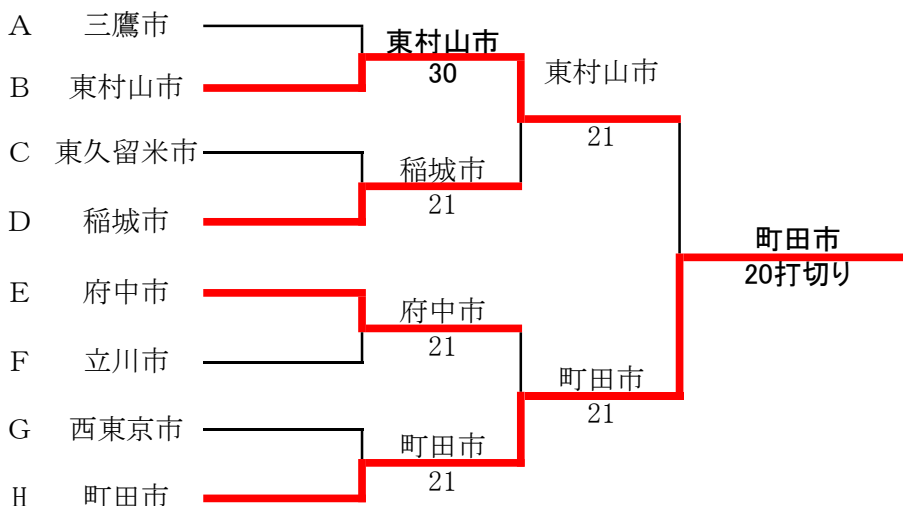 A 三鷹市
B 東村山市
C 東久留米市
D 稲城市
E 府中市
F 立川市
G 西東京市
H 町田市
東村山市
30
稲城市
21
府中市
21
町田市
21
東村山市
21
町田市
21
町田市
20打切り